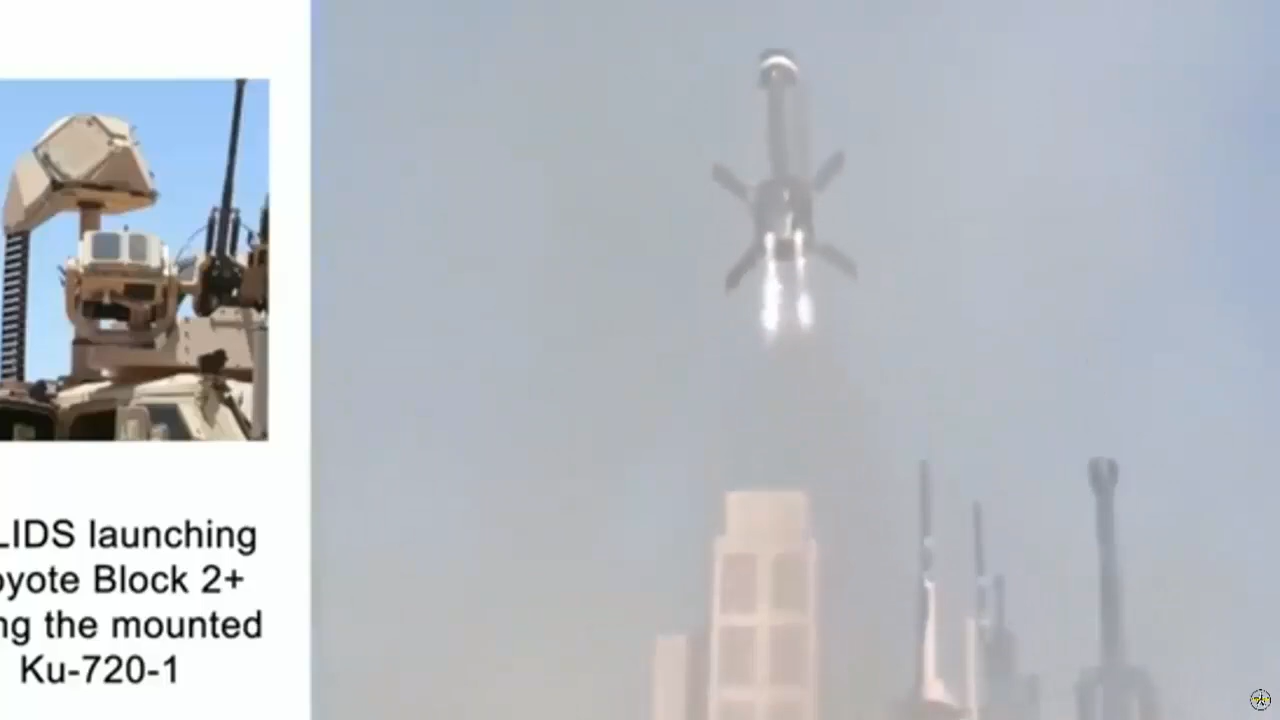 LIDS launching
oyote Block 2+
ng the mounted
Ku-720-1